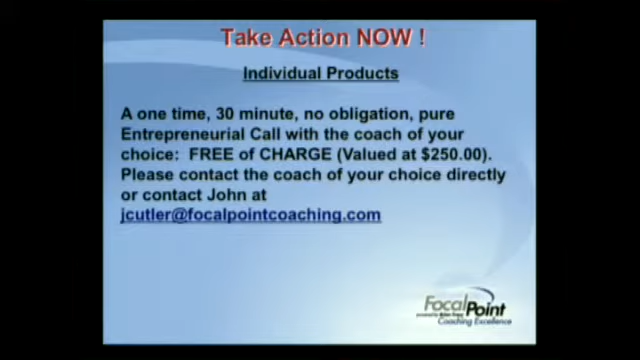 Take Action NOW !
Individual Products
A one time, 30 minute, no obligation, pure
Entrepreneurial Call with the coach of your
choice: FREE of CHARGE (Valued at $250.00).
Please contact the coach of your choice directly
or contact John at
jcutler@focalpointcoaching.com
FocalPoint
Coaching Excellence